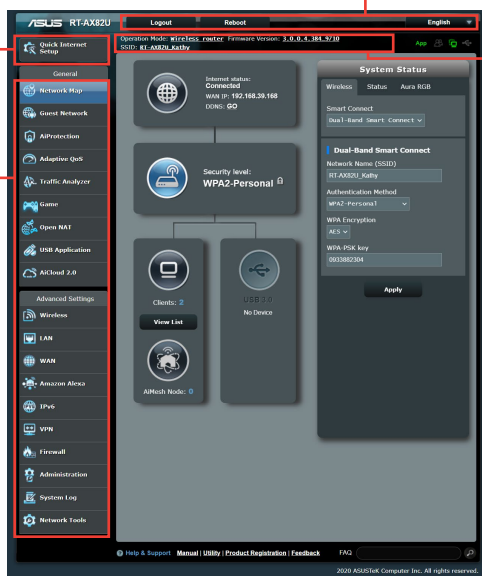 ASUS RT-AX82U
Logout
Reboot
English
Quick Internet Setup
Operation Mode: Wireless router Firmware Version: 3.0.0.4.384_9/10
SSID: RT-AX82U_Kathy
App
General
Network Map
Guest Network
AiProtection
Adaptive QoS
Traffic Analyzer
Game
Open NAT
USB Application
AiCloud 2.0
Advanced Settings
Wireless
LAN
WAN
Amazon Alexa
IPv6
VPN
Firewall
Administration
System Log
Network Tools
Internet status:
Connected
WAN IP: 192.168.39.168
DDNS: GO
Security level:
WPA2-Personal
Clients: 2
View List
AiMesh Node: 0
USB 3.0
No Device
System Status
Wireless Status Aura RGB
Smart Connect
Dual-Band Smart Connect
Dual-Band Smart Connect
Network Name (SSID)
RT-AX82U_Kathy
Authentication Method
WPA2-Personal
WPA Encryption
AES
WPA-PSK key
0933882304
Apply
Help & Support Manual | Utility | Product Registration | Feedback FAQ
2020 ASUSTeK Computer Inc. All rights reserved.